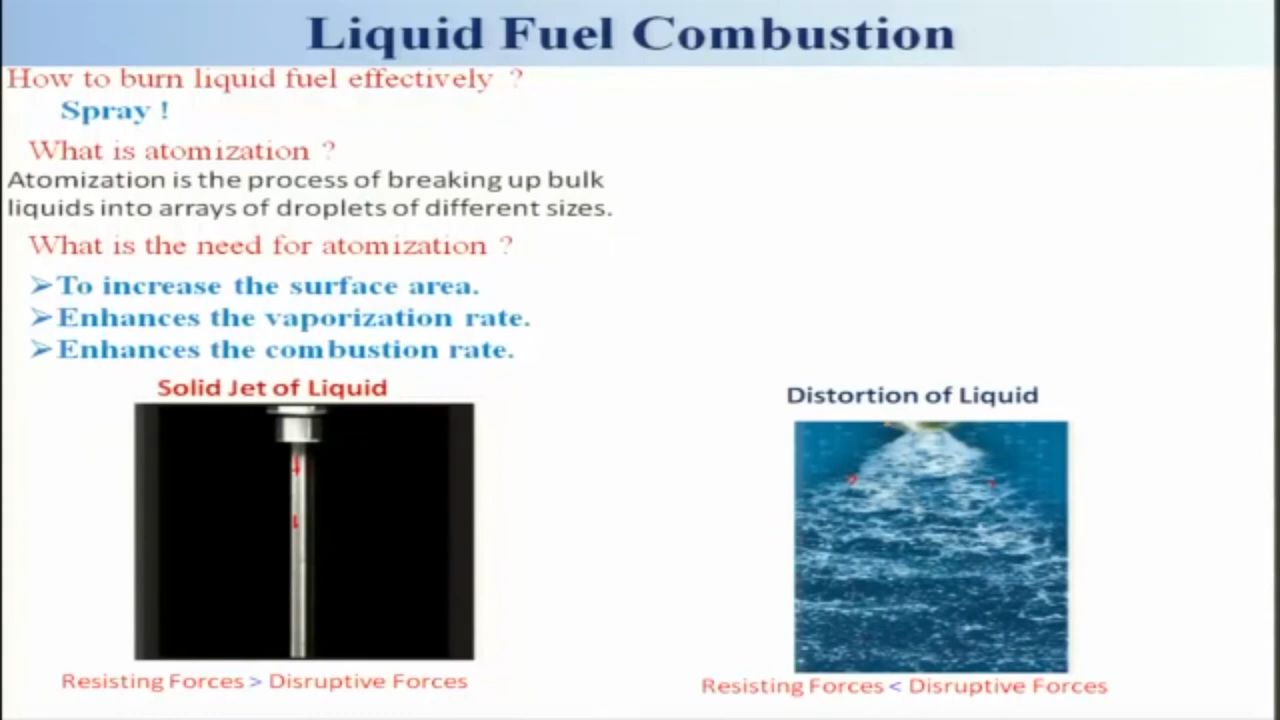 Liquid Fuel Combustion
How to burn liquid fuel effectively ?
Spray !
What is atomization ?
Atomization is the process of breaking up bulk
liquids into arrays of droplets of different sizes.
What is the need for atomization ?
➢To increase the surface area.
➢Enhances the vaporization rate.
➢Enhances the combustion rate.
Solid Jet of Liquid
Distortion of Liquid
Resisting Forces > Disruptive Forces
Resisting Forces < Disruptive Forces